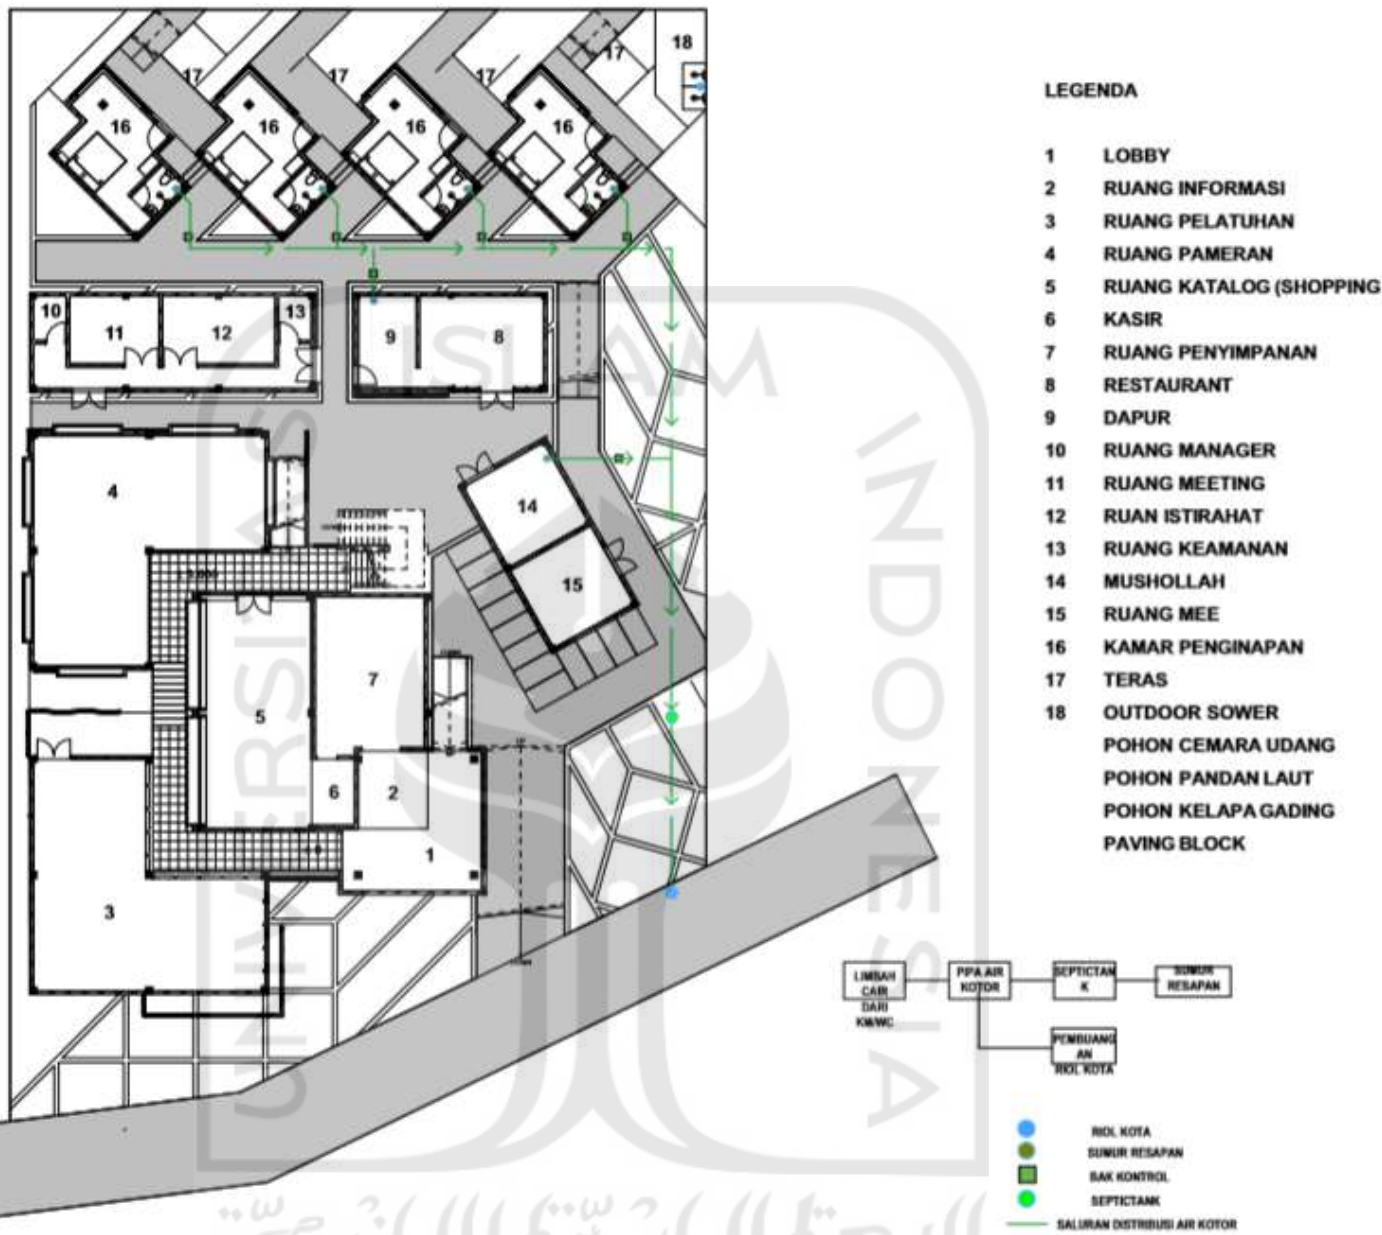 18
17
17
17
17
16
16
16
16
LEGENDA
1 LOBBY
2 RUANG INFORMASI
3 RUANG PELATUHAN
4 RUANG PAMERAN
5 RUANG KATALOG (SHOPPING
6 KASIR
7 RUANG PENYIMPANAN
8 RESTAURANT
9 DAPUR
10 RUANG MANAGER
11 RUANG MEETING
12 RUAN ISTIRAHAT
13 RUANG KEAMANAN
14 MUSHOLLAH
15 RUANG MEE
16 KAMAR PENGINAPAN
17 TERAS
18 OUTDOOR SOWER
POHON CEMARA UDANG
POHON PANDAN LAUT
POHON KELAPA GADING
PAVING BLOCK
10
11
12
13
9
8
4
14
15
7
5
6
2
1
3
UNIVERSITAS
ISLAM
INDONESIA
LIMBAH
CAIR
DARI
KM/WC
PIPA AIR
KOTOR
SEPTICTAN
K
SUMUR
RESAPAN
PEMBUANG
AN
RIOL KOTA
RIOL KOTA
SUMUR RESAPAN
BAK KONTROL
SEPTICTANK
SALURAN DISTRIBUSI AIR KOTOR